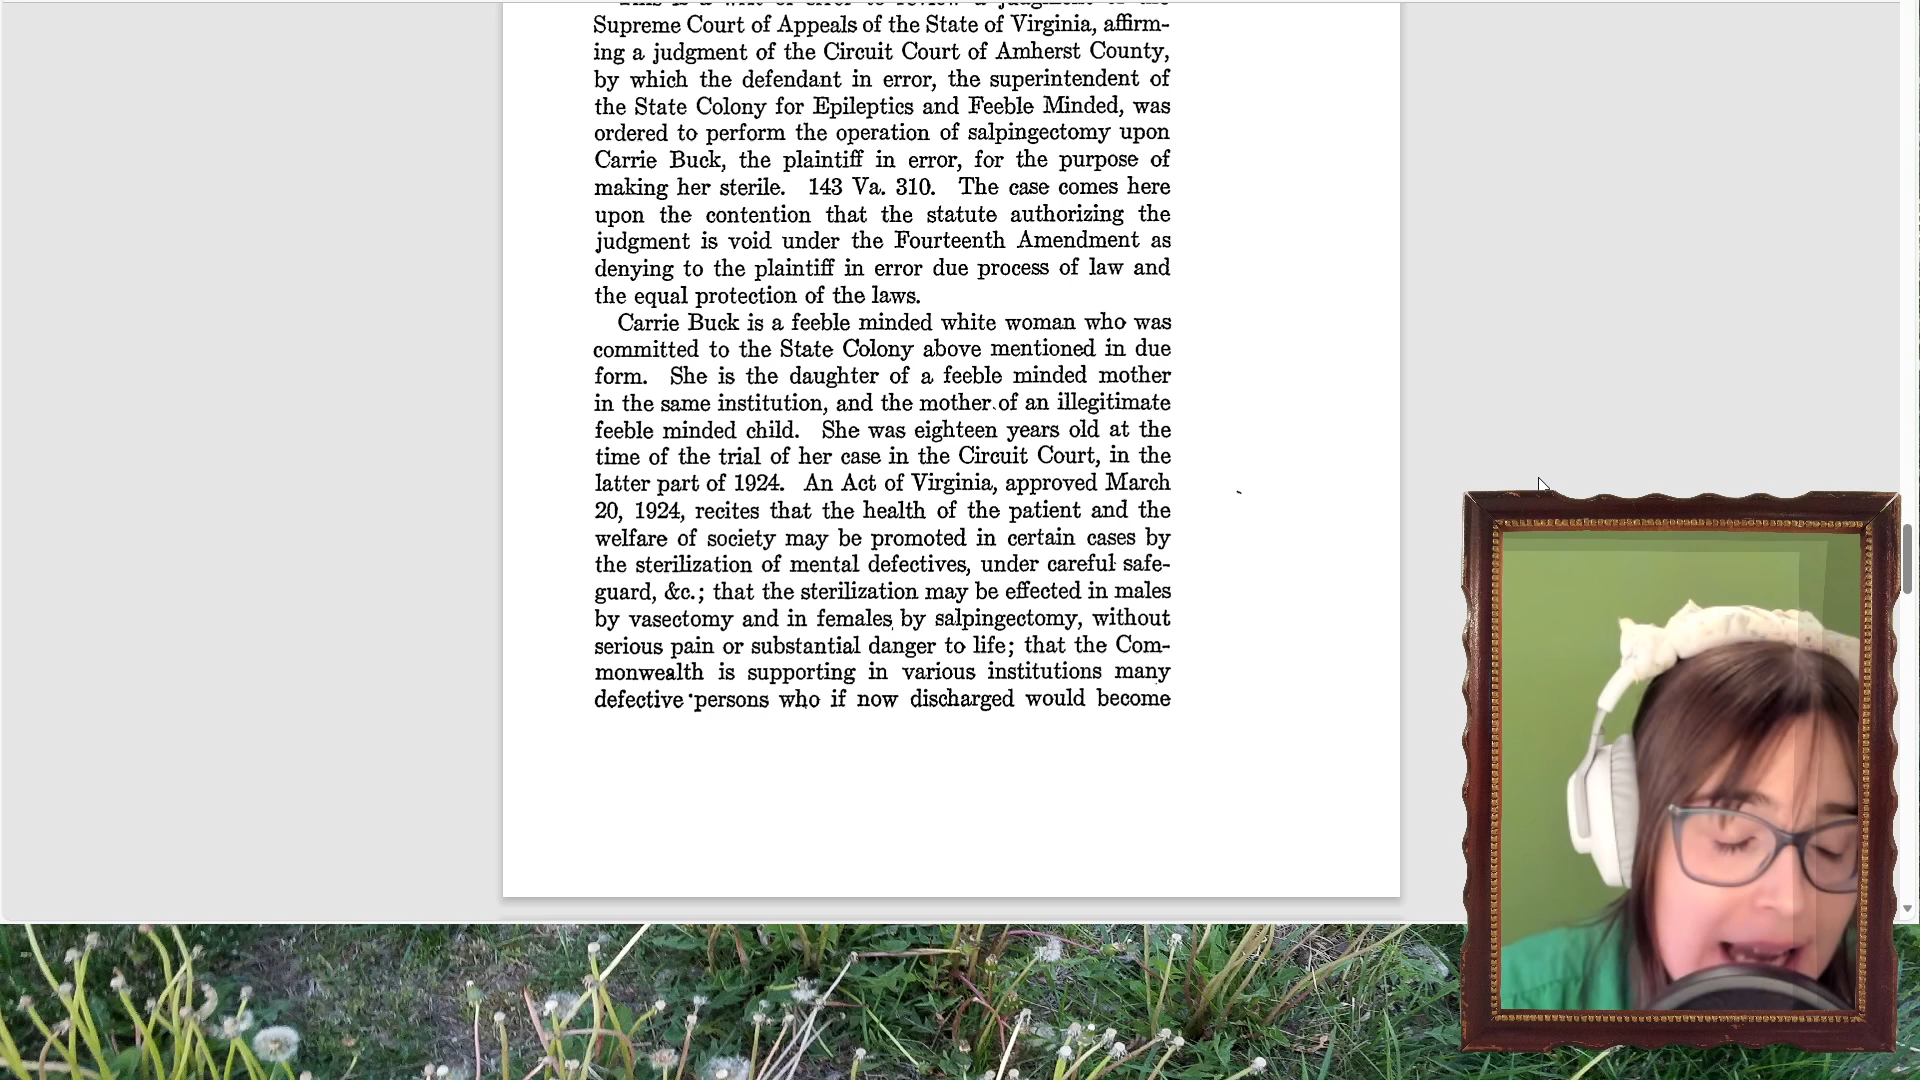 Supreme Court of Appeals of the State of Virginia, affirm-
ing a judgment of the Circuit Court of Amherst County,
by which the defendant in error, the superintendent of
the State Colony for Epileptics and Feeble Minded, was
ordered to perform the operation of salpingectomy upon
Carrie Buck, the plaintiff in error, for the purpose of
making her sterile. 143 Va. 310. The case comes here
upon the contention that the statute authorizing the
judgment is void under the Fourteenth Amendment as
denying to the plaintiff in error due process of law and
the equal protection of the laws.
Carrie Buck is a feeble minded white woman who was
committed to the State Colony above mentioned in due
form. She is the daughter of a feeble minded mother
in the same institution, and the mother of an illegitimate
feeble minded child. She was eighteen years old at the
time of the trial of her case in the Circuit Court, in the
latter part of 1924. An Act of Virginia, approved March
20, 1924, recites that the health of the patient and the
welfare of society may be promoted in certain cases by
the sterilization of mental defectives, under careful safe-
guard, &c.; that the sterilization may be effected in males
by vasectomy and in females by salpingectomy, without
serious pain or substantial danger to life; that the Com-
monwealth is supporting in various institutions many
defective persons who if now discharged would become